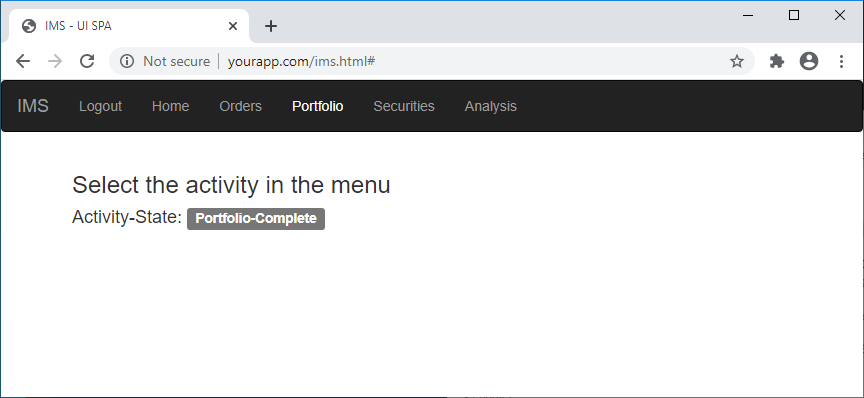 IMS - UI SPA
Not secure yourapp.com/ims.html#
IMS Logout Home Orders Portfolio Securities Analysis
Select the activity in the menu
Activity-State: Portfolio-Complete